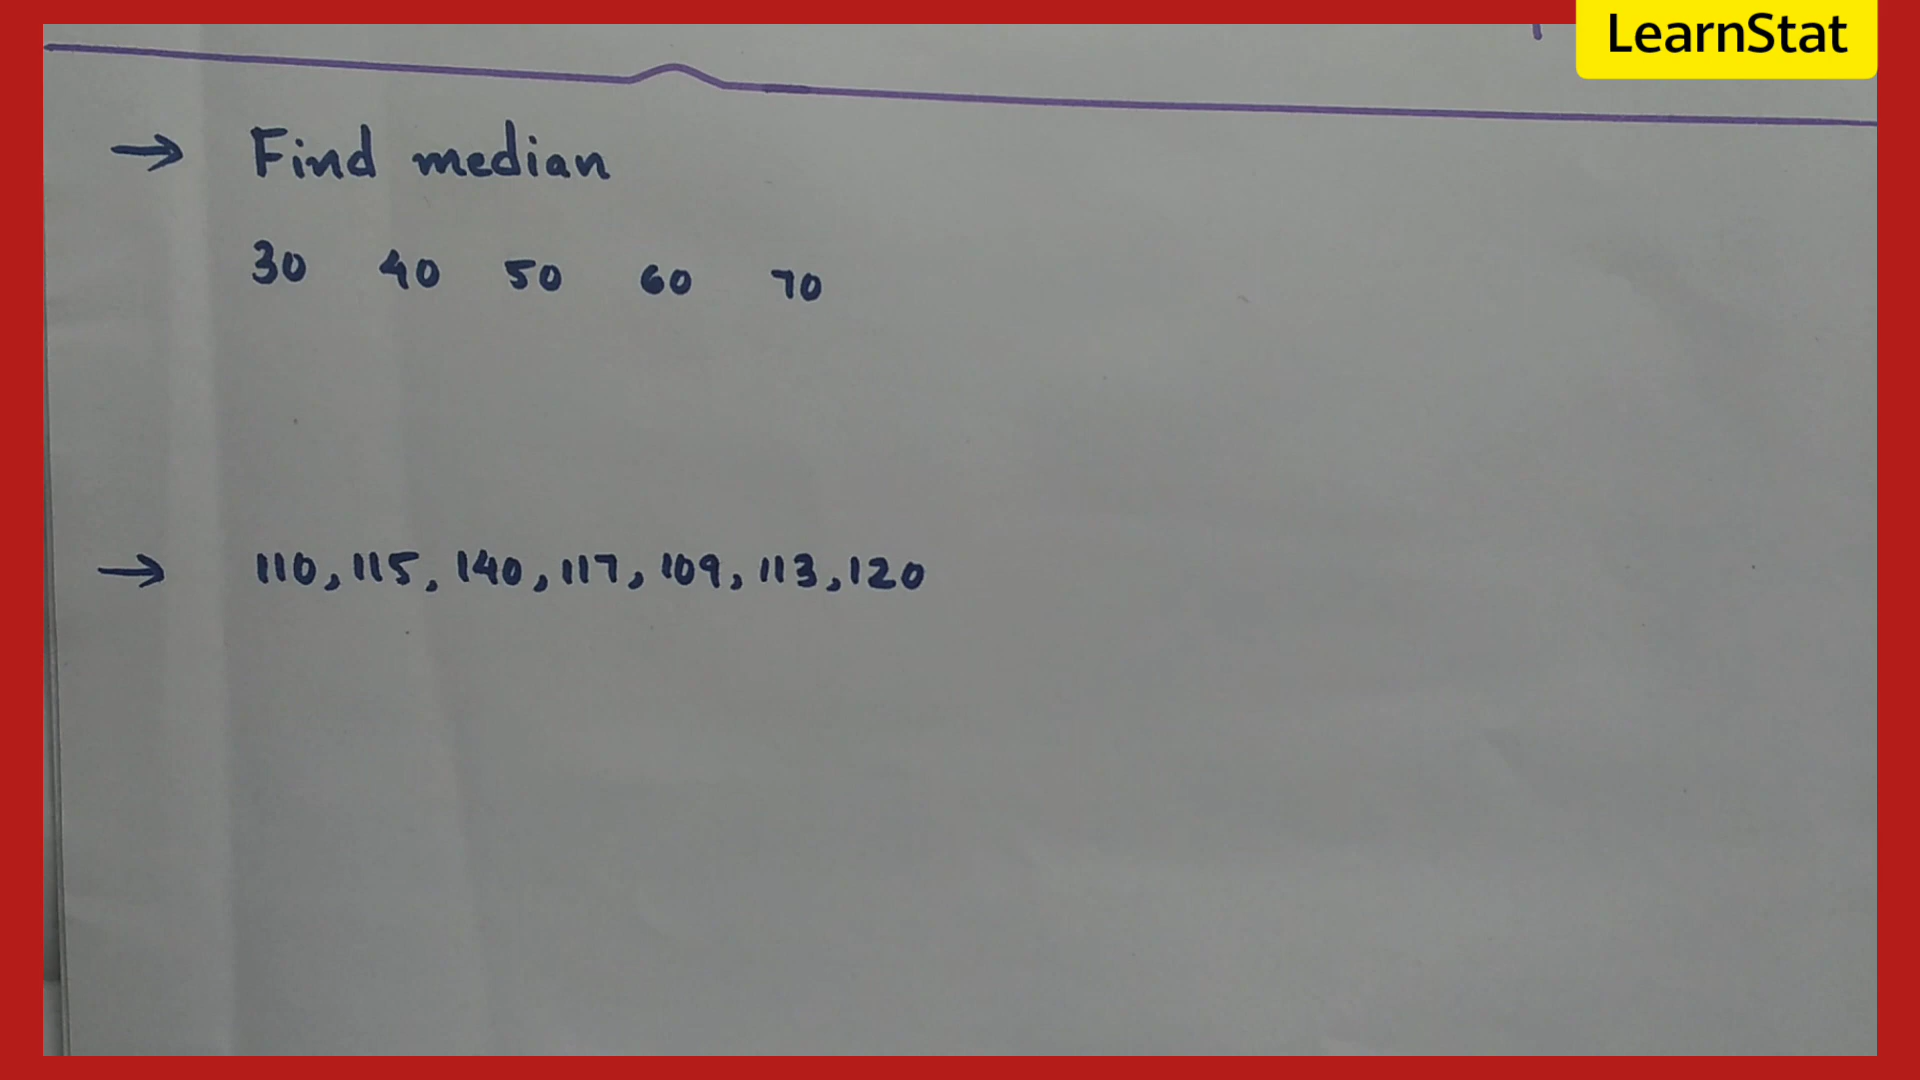 LearnStat
→ Find median
30 40 50 60 70
→ 110, 115, 140, 117, 109, 113, 120